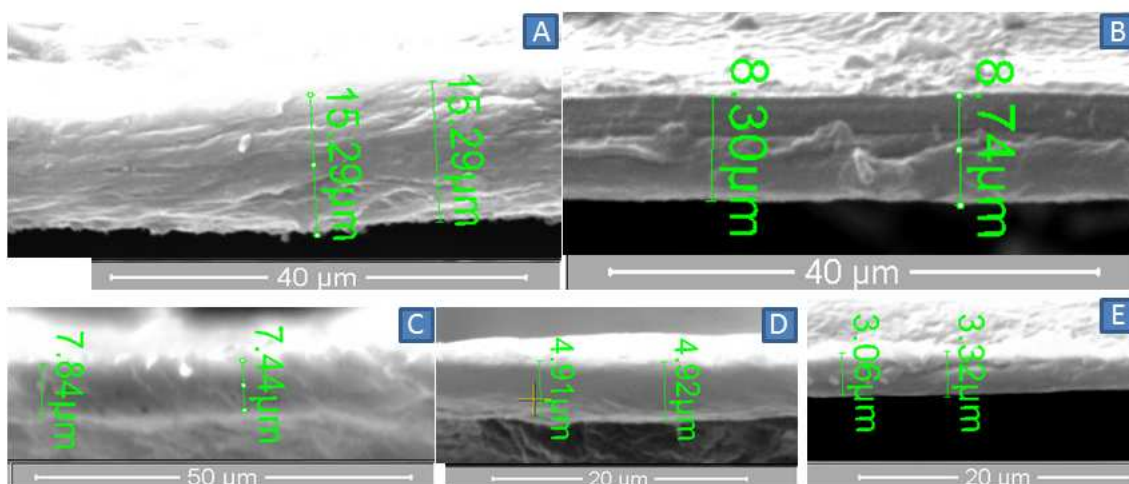 A
15.29µm
15.29µm
40 µm
B
8.30µm
8.74µm
40 µm
C
7.84µm
7.44µm
50 µm
D
4.91µm
4.92µm
20 µm
E
3.06µm
3.32µm
20 µm